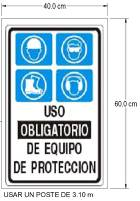 40.0 cm
60.0 cm
USO
OBLIGATORIO
DE EQUIPO
DE PROTECCION
USAR UN POSTE DE 3.10 m